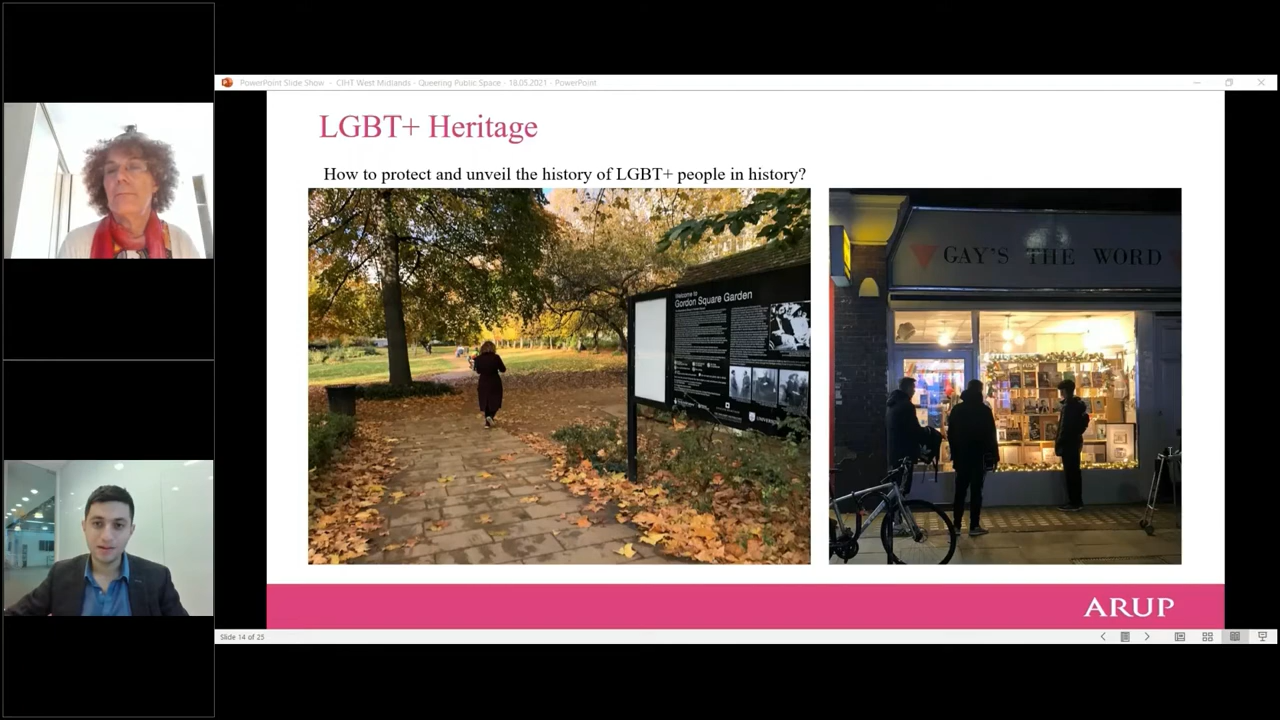 PowerPoint Slide Show - CIHT West Midlands - Queering Public Space - 18.05.2021 - PowerPoint
LGBT+ Heritage
How to protect and unveil the history of LGBT+ people in history?
Welcome to
Gordon Square Garden
GAY'S THE WORD
ARUP
Slide 14 of 25